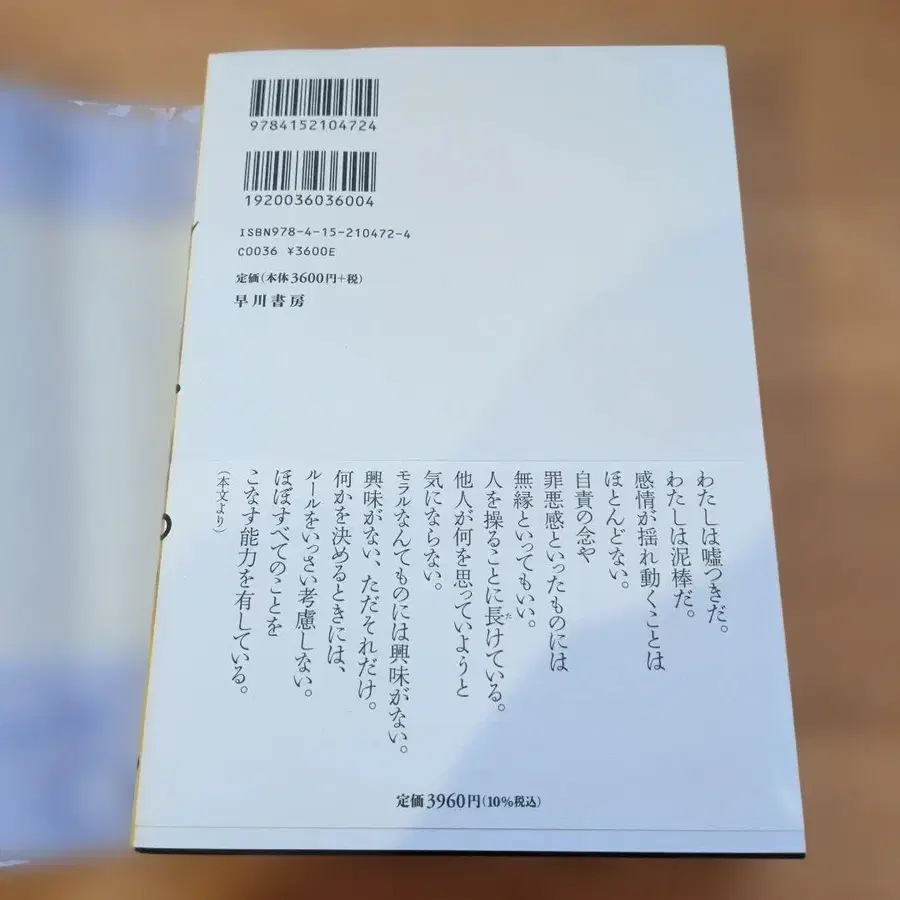 9784152104724
1920036036004
ISBN978-4-15-210472-4
C0036 ¥3600E
定価(本体3600円+税)
早川書房
わたしは嘘つきだ。
わたしは泥棒だ。
感情が揺れ動くことは
ほとんどない。
自責の念や
罪悪感といったものには
無縁といってもいい。
人を操ることに長けている。
他人が何を思っていようと
気にならない。
モラルなんてものには興味がない。
興味がない、ただそれだけ。
何かを決めるときには、
ルールをいっさい考慮しない。
ほぼすべてのことを
こなす能力を有している。
(本文より)
定価3960円(10%税込)